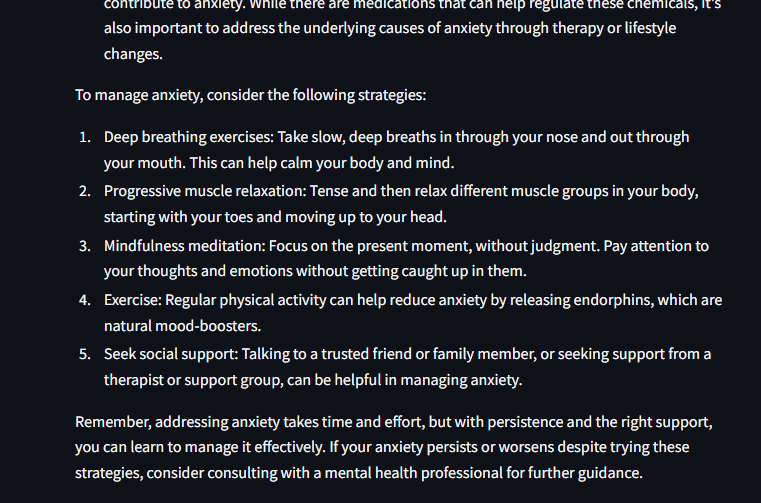 contribute to anxiety. While there are medications that can help regulate these chemicals, it's
also important to address the underlying causes of anxiety through therapy or lifestyle
changes.
To manage anxiety, consider the following strategies:
1. Deep breathing exercises: Take slow, deep breaths in through your nose and out through
your mouth. This can help calm your body and mind.
2. Progressive muscle relaxation: Tense and then relax different muscle groups in your body,
starting with your toes and moving up to your head.
3. Mindfulness meditation: Focus on the present moment, without judgment. Pay attention to
your thoughts and emotions without getting caught up in them.
4. Exercise: Regular physical activity can help reduce anxiety by releasing endorphins, which are
natural mood-boosters.
5. Seek social support: Talking to a trusted friend or family member, or seeking support from a
therapist or support group, can be helpful in managing anxiety.
Remember, addressing anxiety takes time and effort, but with persistence and the right support,
you can learn to manage it effectively. If your anxiety persists or worsens despite trying these
strategies, consider consulting with a mental health professional for further guidance.